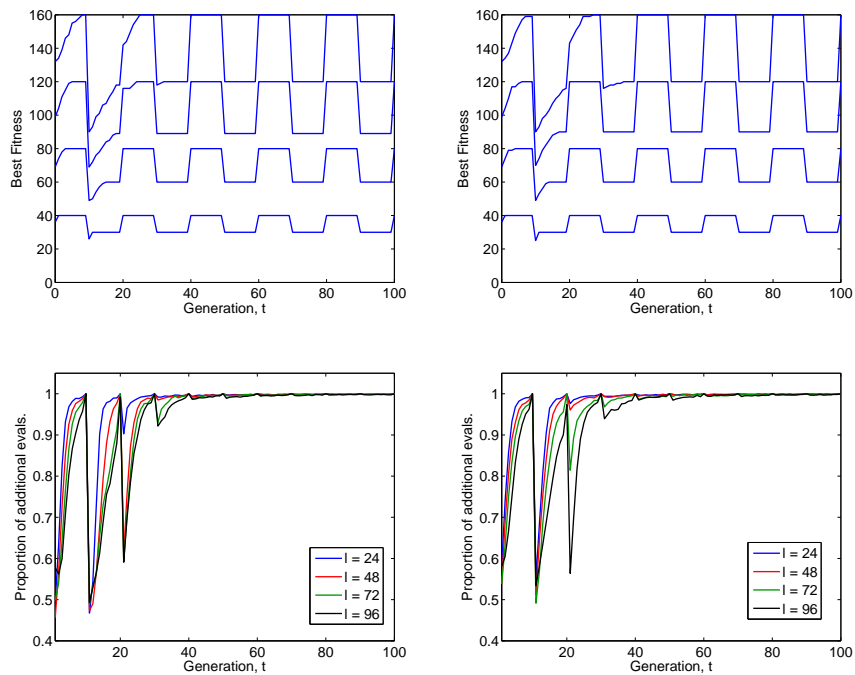 160
140
120
100
80
60
40
20
0
Best Fitness
0 20 40 60 80 100
Generation, t
160
140
120
100
80
60
40
20
0
Best Fitness
0 20 40 60 80 100
Generation, t
1
0.9
0.8
0.7
0.6
0.5
0.4
Proportion of additional evals.
20 40 60 80 100
Generation, t
l = 24
l = 48
l = 72
l = 96
1
0.9
0.8
0.7
0.6
0.5
0.4
Proportion of additional evals.
20 40 60 80 100
Generation, t
l = 24
l = 48
l = 72
l = 96